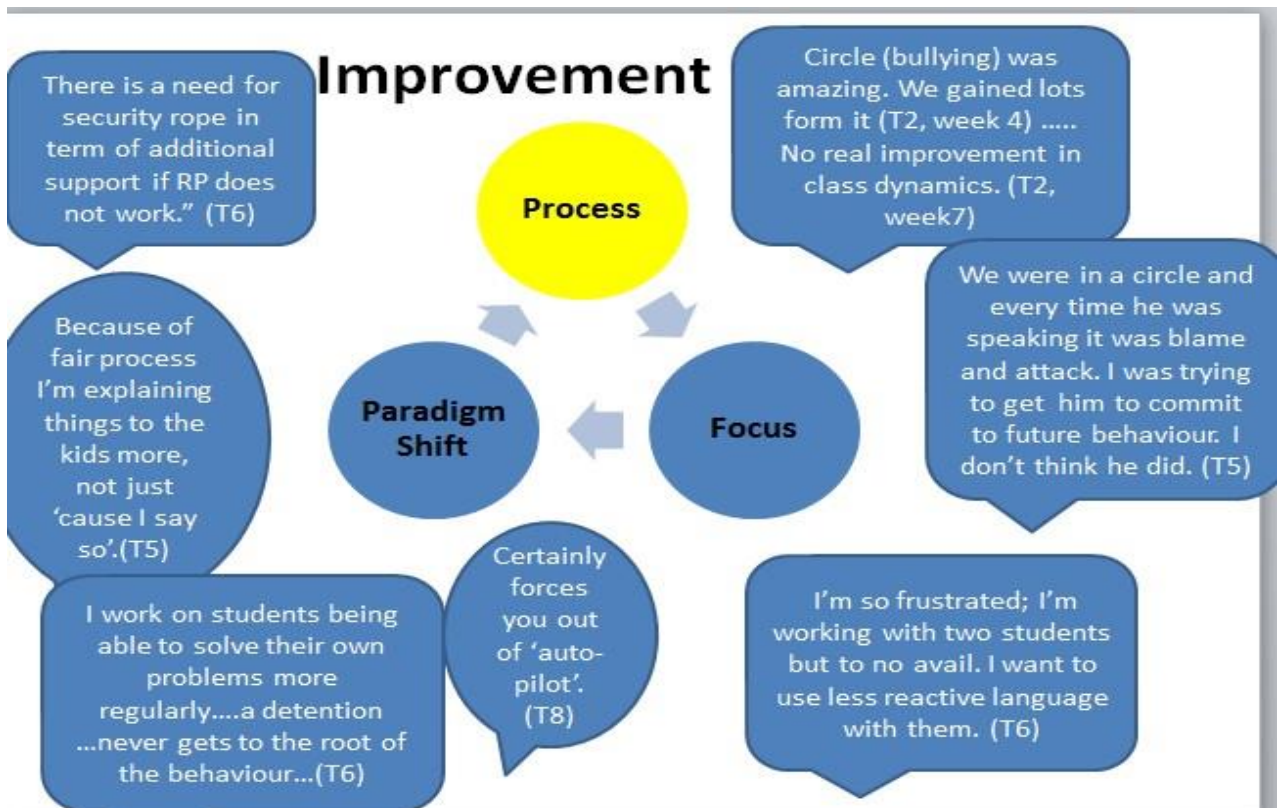 Improvement
There is a need for
security rope in
term of additional
support if RP does
not work.” (T6)
Circle (bullying) was
amazing. We gained lots
form it (T2, week 4) .....
No real improvement in
class dynamics. (T2,
week7)
Process
We were in a circle and
every time he was
speaking it was blame
and attack. I was trying
to get him to commit
to future behaviour. I
don’t think he did. (T5)
Because of
fair process
I’m explaining
things to the
kids more,
not just
‘cause I say
so’.(T5)
Paradigm
Shift
Focus
Certainly
forces
you out
of ‘auto-
pilot’.
(T8)
I work on students being
able to solve their own
problems more
regularly....a detention
...never gets to the root of
the behaviour...(T6)
I’m so frustrated; I’m
working with two students
but to no avail. I want to
use less reactive language
with them. (T6)